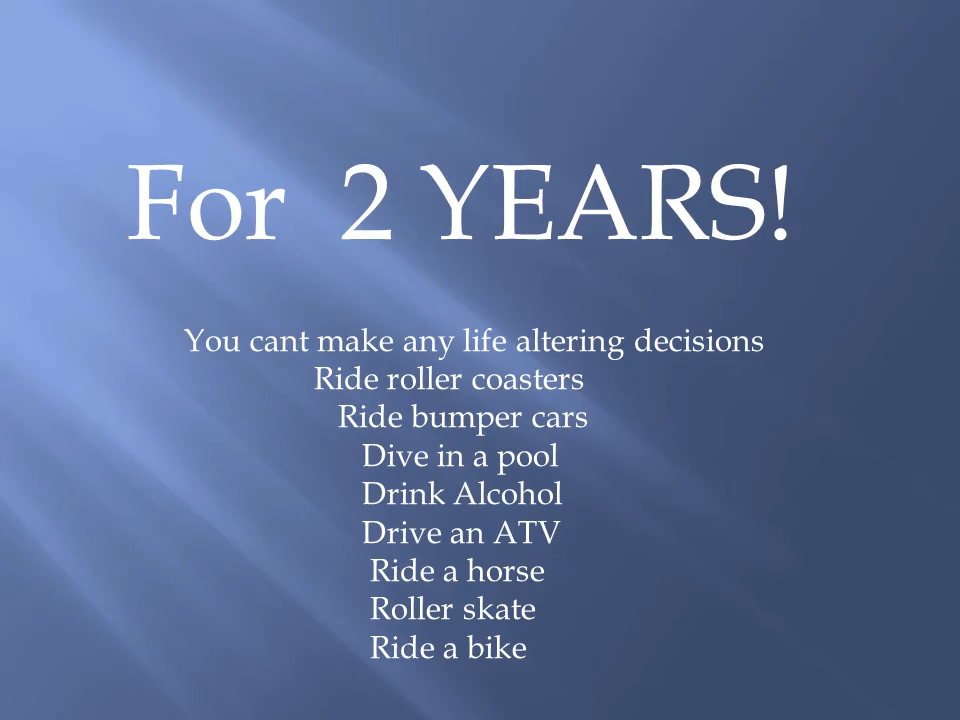 For  2 YEARS!
You cant make any life altering decisions
Ride roller coasters
Ride bumper cars
Dive in a pool
Drink Alcohol
Drive an ATV
Ride a horse
Roller skate
Ride a bike